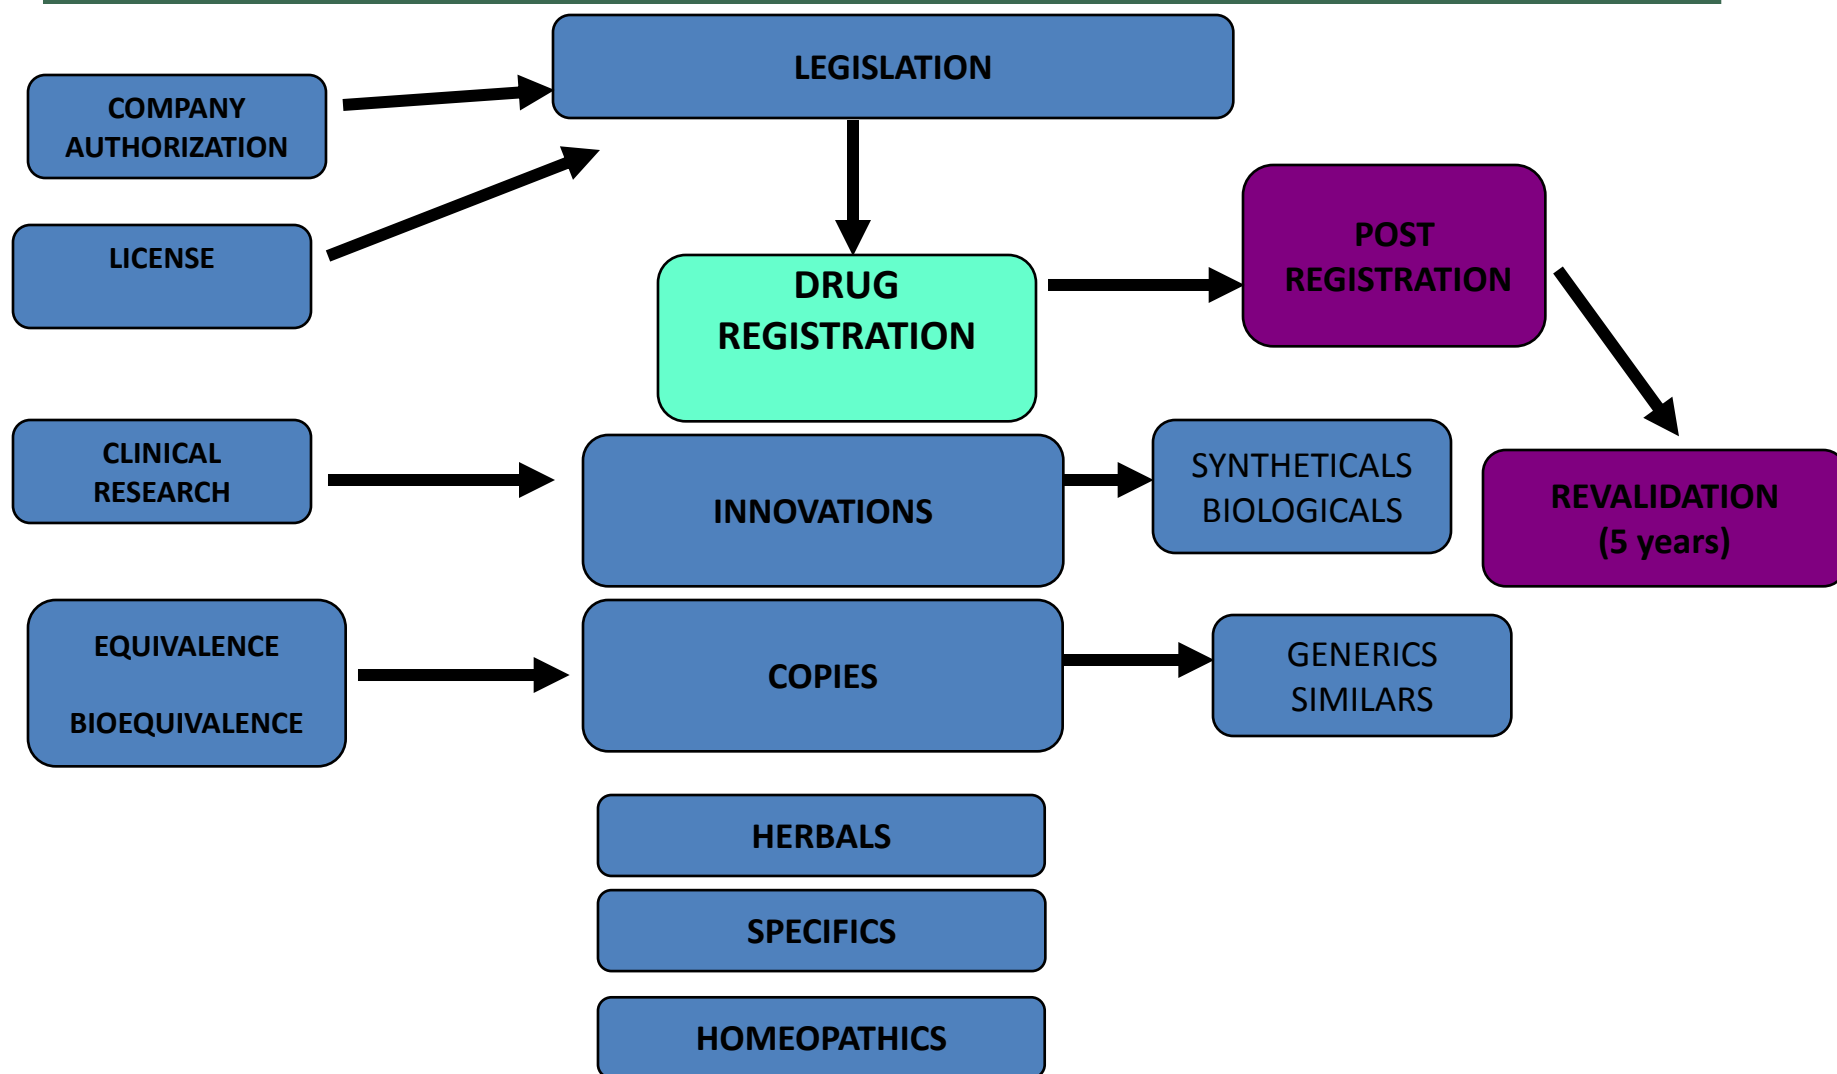 LEGISLATION
COMPANY
AUTHORIZATION
LICENSE
DRUG
REGISTRATION
POST
REGISTRATION
CLINICAL
RESEARCH
INNOVATIONS
SYNTHETICALS
BIOLOGICALS
REVALIDATION
(5 years)
EQUIVALENCE
BIOEQUIVALENCE
COPIES
GENERICS
SIMILARS
HERBALS
SPECIFICS
HOMEOPATHICS